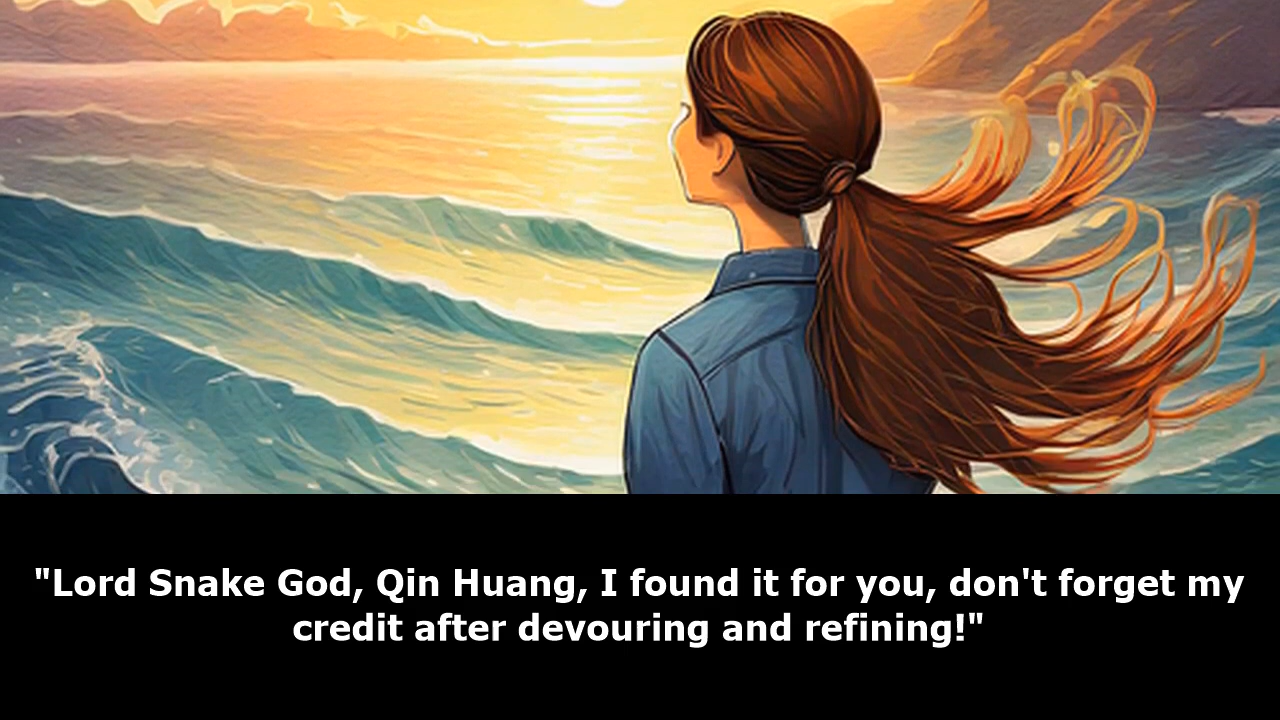 "Lord Snake God, Qin Huang, I found it for you, don't forget my
credit after devouring and refining!"